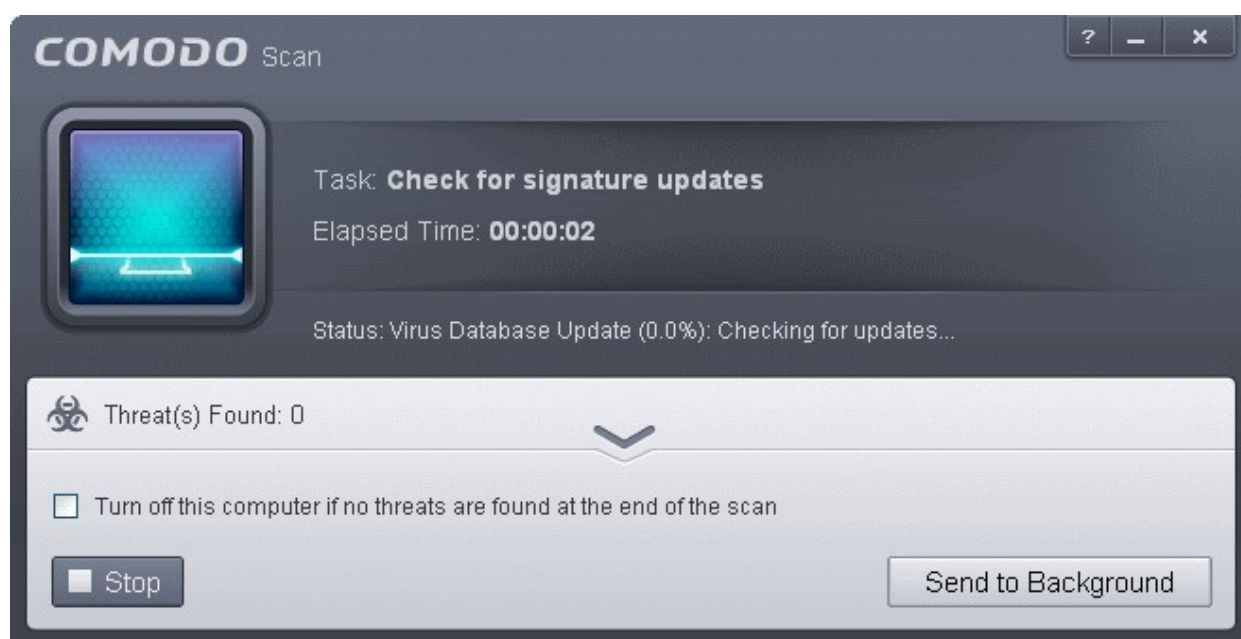 COMODO Scan
? – ×
Task: Check for signature updates
Elapsed Time: 00:00:02
Status: Virus Database Update (0.0%): Checking for updates...
Threat(s) Found: 0
Turn off this computer if no threats are found at the end of the scan
Stop
Send to Background